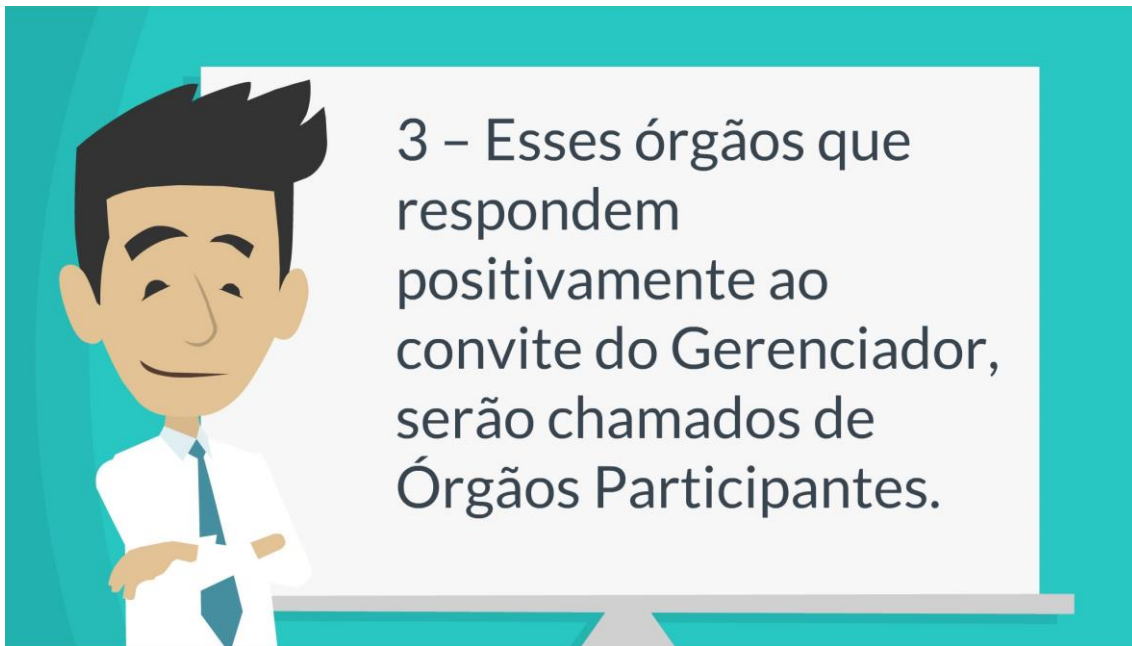 3 – Esses órgãos que
respondem
positivamente ao
convite do Gerenciador,
serão chamados de
Órgãos Participantes.